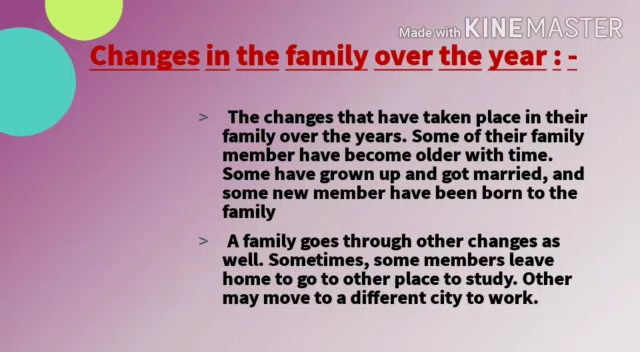 Made with KINEMASTER
Changes in the family over the year : -
> The changes that have taken place in their
family over the years. Some of their family
member have become older with time.
Some have grown up and got married, and
some new member have been born to the
family
> A family goes through other changes as
well. Sometimes, some members leave
home to go to other place to study. Other
may move to a different city to work.